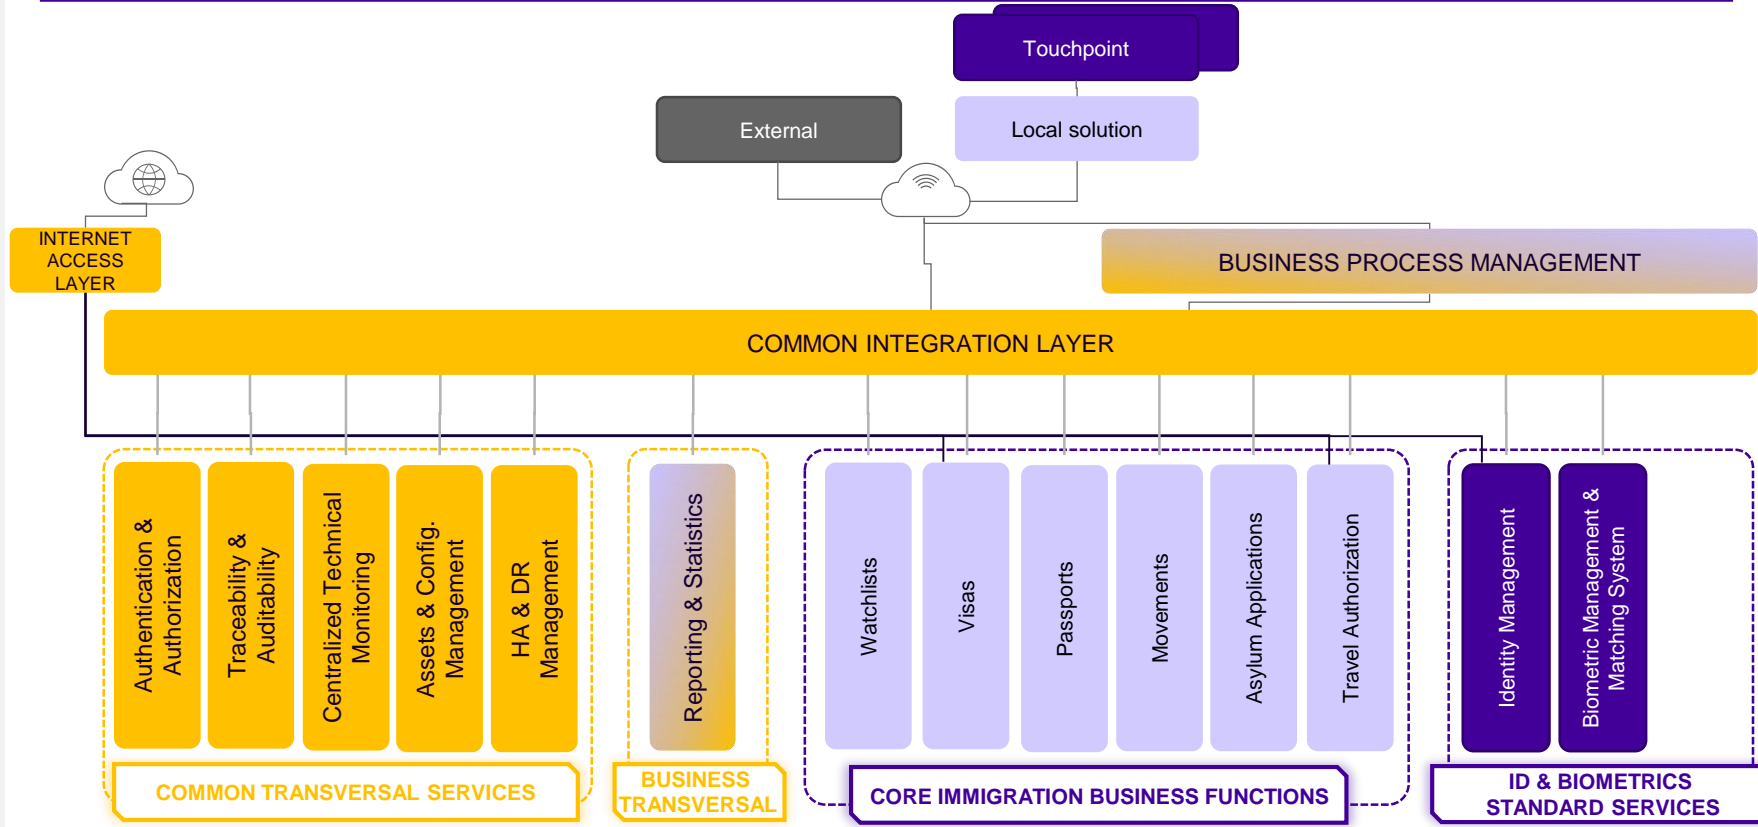 Touchpoint
External
Local solution
INTERNET
ACCESS
LAYER
BUSINESS PROCESS MANAGEMENT
COMMON INTEGRATION LAYER
Authentication &
Authorization
Traceability &
Auditability
Centralized Technical
Monitoring
Assets & Config.
Management
HA & DR
Management
Reporting & Statistics
Watchlists
Visas
Passports
Movements
Asylum Applications
Travel Authorization
Identity Management
Biometric Management &
Matching System
COMMON TRANSVERSAL SERVICES
BUSINESS
TRANSVERSAL
CORE IMMIGRATION BUSINESS FUNCTIONS
ID & BIOMETRICS
STANDARD SERVICES